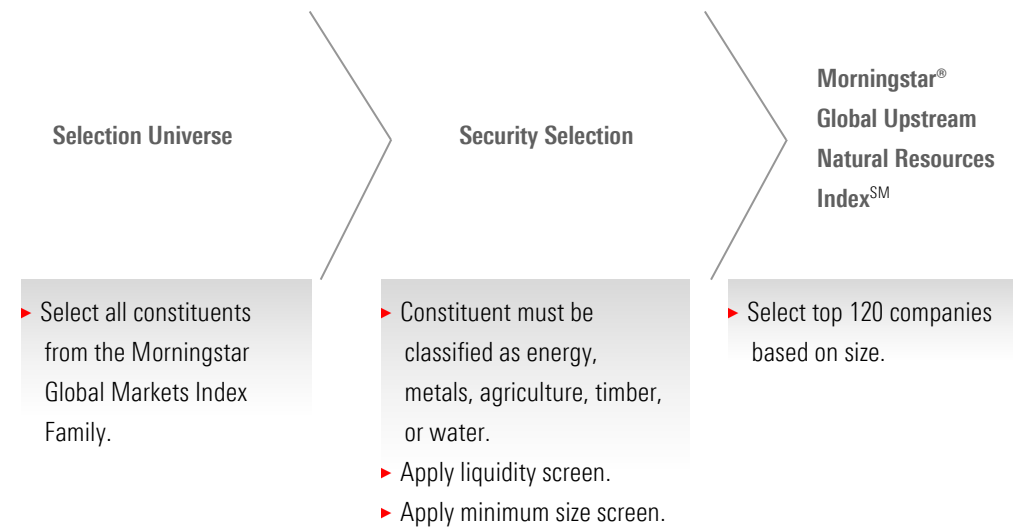 Selection Universe
Security Selection
Morningstar®
Global Upstream
Natural Resources
Index℠
► Select all constituents
from the Morningstar
Global Markets Index
Family.
► Constituent must be
classified as energy,
metals, agriculture, timber,
or water.
► Apply liquidity screen.
► Apply minimum size screen.
► Select top 120 companies
based on size.